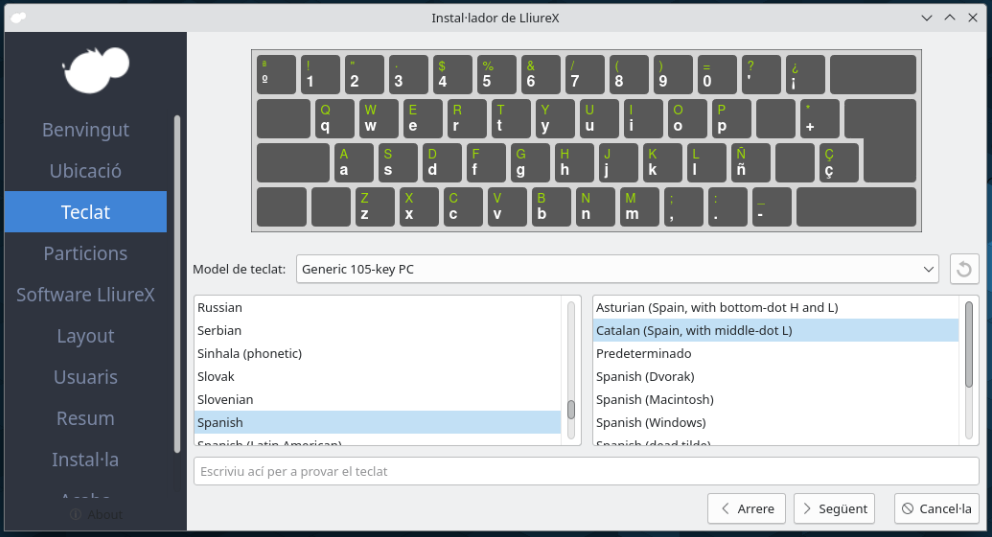 Instal·lador de LliureX
Benvingut
Ubicació
Teclat
Particions
Software LliureX
Layout
Usuaris
Resum
Instal·la
Acaba
About
ª ! " · $ % & / ( ) = ? ¿
º 1 2 3 4 5 6 7 8 9 0 ' ¡
Q W E R T Y U I O P *
q w e r t y u i o p +
A S D F G H J K L Ñ Ç
a s d f g h j k l ñ ç
Z X C V B N M ; : _
z x c v b n m , . -
Model de teclat: Generic 105-key PC
Russian
Serbian
Sinhala (phonetic)
Slovak
Slovenian
Spanish
Spanish (Latin American)
Asturian (Spain, with bottom-dot H and L)
Catalan (Spain, with middle-dot L)
Predeterminado
Spanish (Dvorak)
Spanish (Macintosh)
Spanish (Windows)
Spanish (dead tilde)
Escriviu ací per a provar el teclat
Arrere Següent Cancel·la